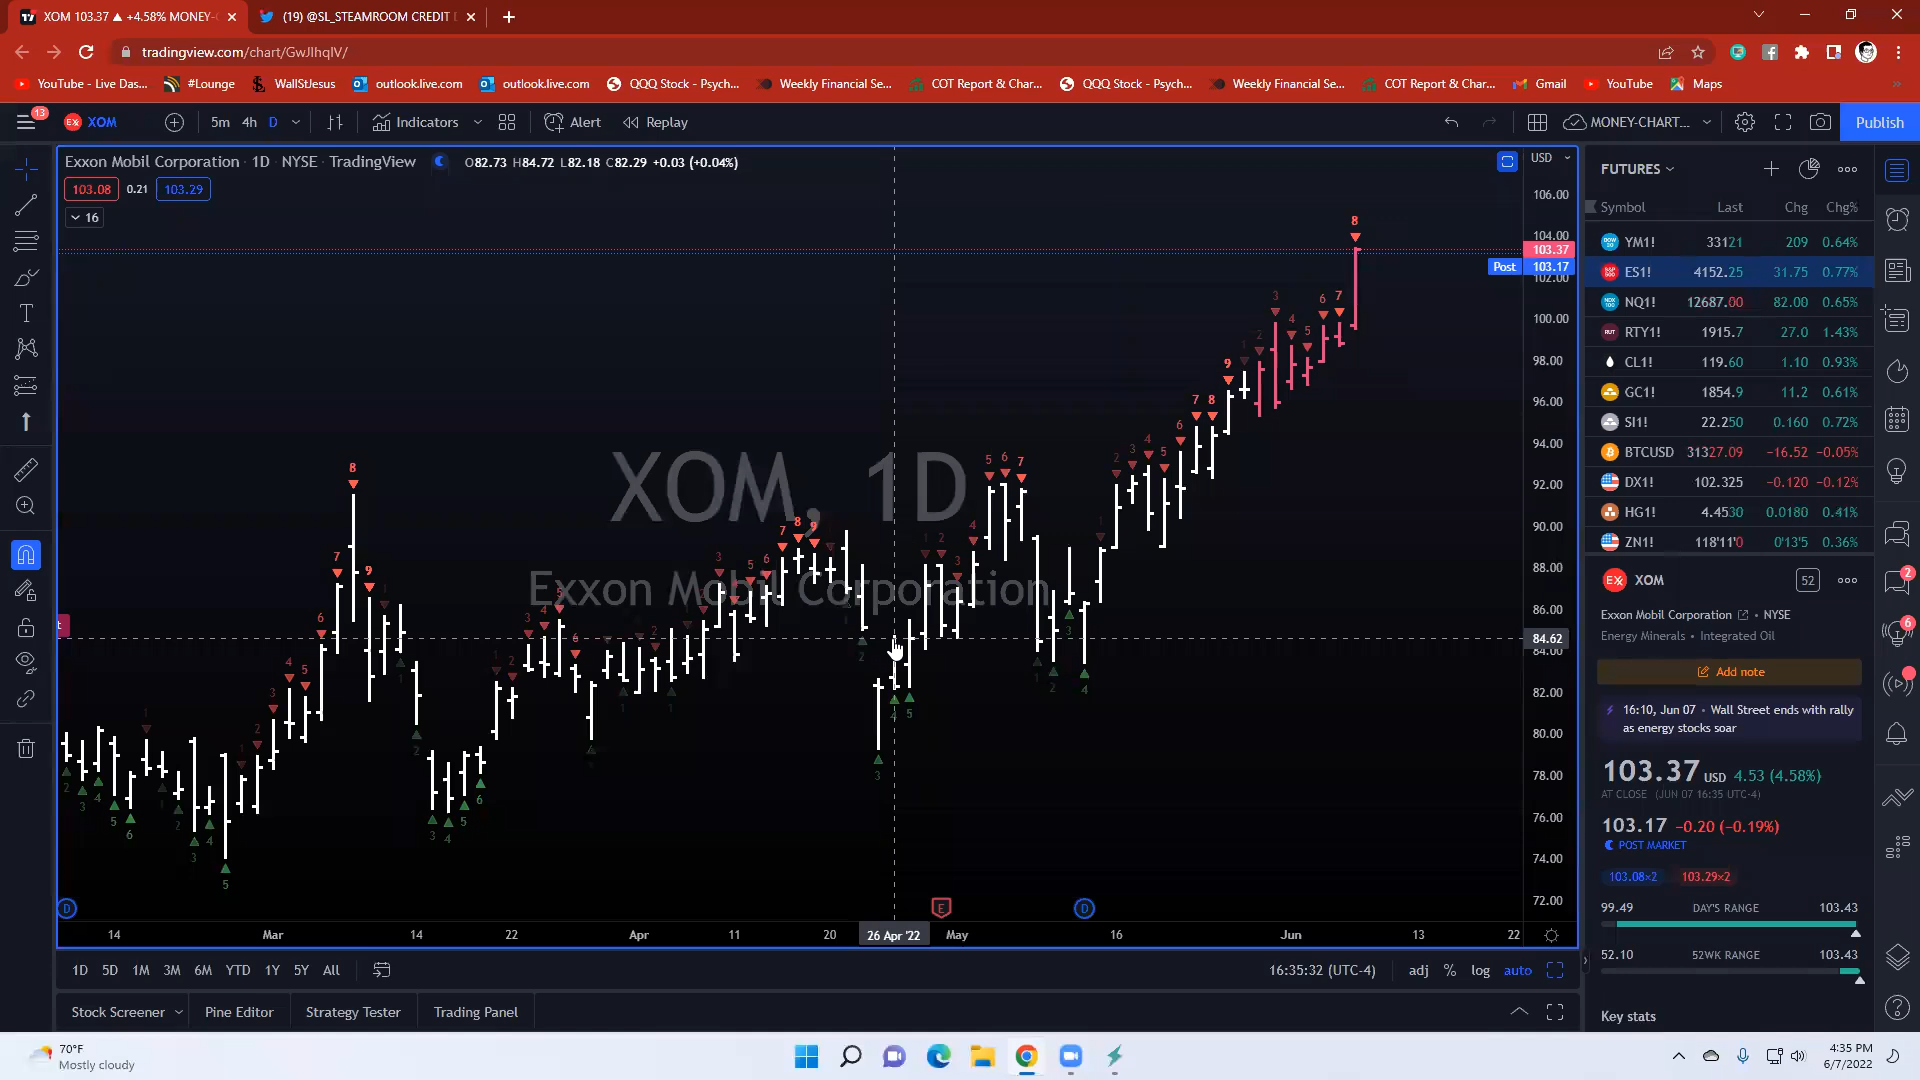 XOM 103.37 ▲ +4.58% MONEY-C
(19) @SL_STEAMROOM CREDIT
tradingview.com/chart/GwJIhqIV/
YouTube - Live Das...
#Lounge
WallStJesus
outlook.live.com
outlook.live.com
QQQ Stock - Psych...
Weekly Financial Se...
COT Report & Char...
QQQ Stock - Psych...
Weekly Financial Se...
COT Report & Char...
Gmail
YouTube
Maps
13
XOM
5m 4h D
Indicators
Alert
Replay
MONEY-CHART...
Publish
Exxon Mobil Corporation · 1D · NYSE · TradingView
O82.73 H84.72 L82.18 C82.29 +0.03 (+0.04%)
103.08 0.21 103.29
16
USD
106.00
104.00
103.37
Post 103.17
102.00
100.00
98.00
96.00
94.00
92.00
90.00
88.00
86.00
84.62
84.00
82.00
80.00
78.00
76.00
74.00
72.00
XOM, 1D
Exxon Mobil Corporation
14 Mar 14 22 Apr 11 20 26 Apr '22 May 16 Jun 13 22
1D 5D 1M 3M 6M YTD 1Y 5Y All
16:35:32 (UTC-4)
adj % log auto
Stock Screener
Pine Editor
Strategy Tester
Trading Panel
FUTURES
Symbol Last Chg Chg%
YM1! 33121 209 0.64%
ES1! 4152.25 31.75 0.77%
NQ1! 12687.00 82.00 0.65%
RTY1! 1915.7 27.0 1.43%
CL1! 119.60 1.10 0.93%
GC1! 1854.9 11.2 0.61%
SI1! 22.250 0.160 0.72%
BTCUSD 31327.09 −16.52 −0.05%
DX1! 102.325 −0.120 −0.12%
HG1! 4.4530 0.0180 0.41%
ZN1! 118'11'0 0'13'5 0.36%
XOM
52
Exxon Mobil Corporation · NYSE
Energy Minerals · Integrated Oil
Add note
16:10, Jun 07 · Wall Street ends with rally
as energy stocks soar
103.37 USD 4.53 (4.58%)
AT CLOSE (JUN 07 16:35 UTC-4)
103.17 −0.20 (−0.19%)
POST MARKET
103.08×2 103.29×2
99.49 DAY'S RANGE 103.43
52.10 52WK RANGE 103.43
Key stats
2
6
70°F
Mostly cloudy
4:35 PM
6/7/2022